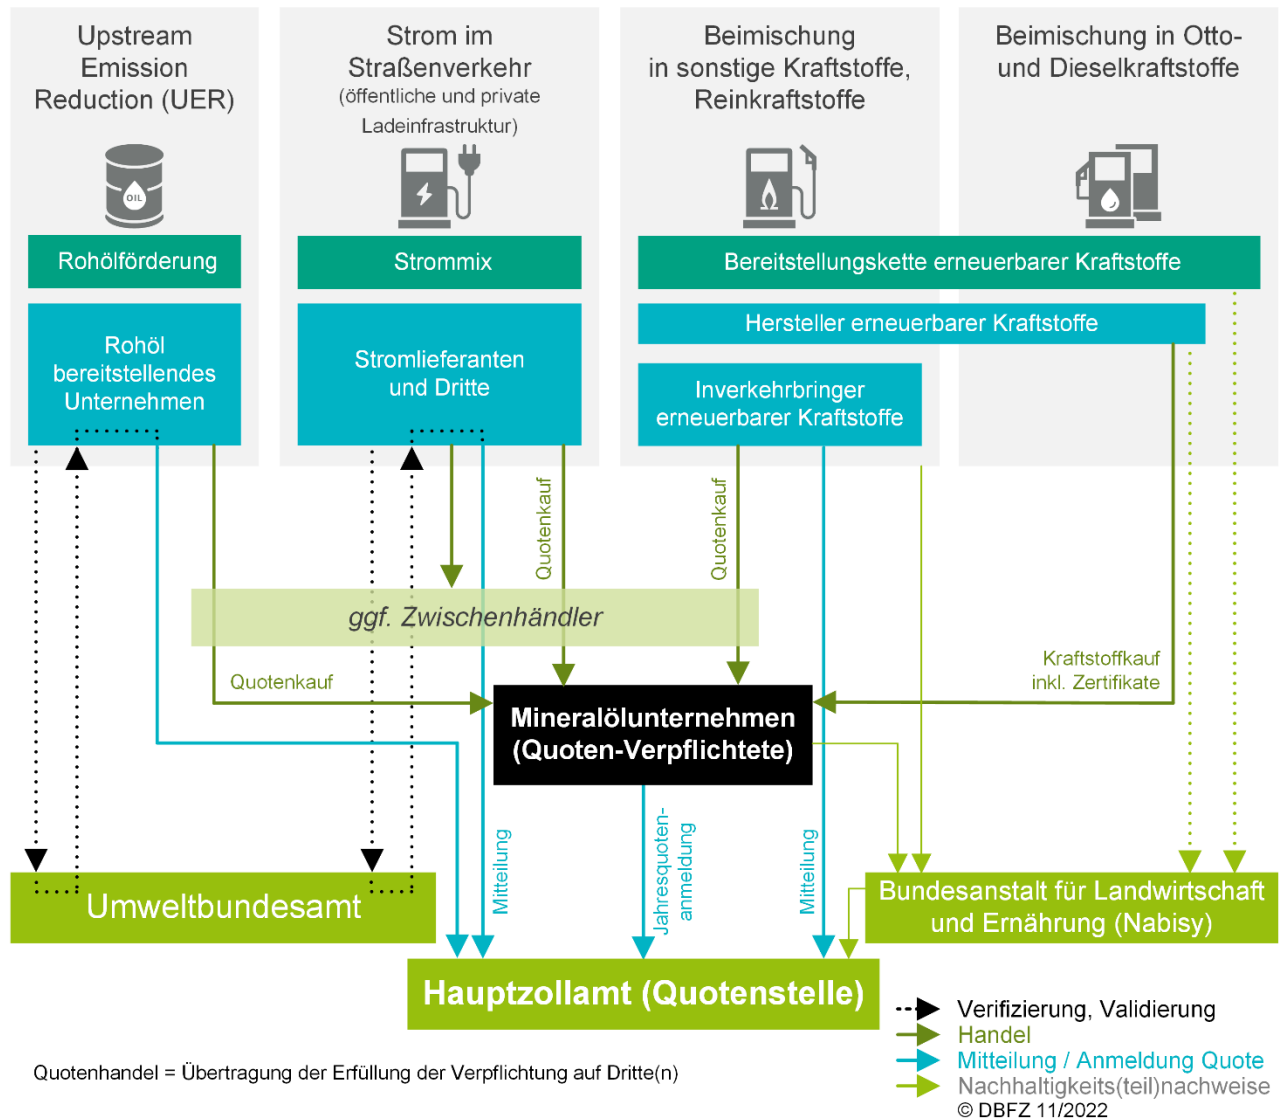 Upstream
Emission
Reduction (UER)
Strom im
Straßenverkehr
(öffentliche und private
Ladeinfrastruktur)
Beimischung
in sonstige Kraftstoffe,
Reinkraftstoffe
Beimischung in Otto-
und Dieselkraftstoffe
OIL
Rohölförderung
Strommix
Bereitstellungskette erneuerbarer Kraftstoffe
Hersteller erneuerbarer Kraftstoffe
Rohöl
bereitstellendes
Unternehmen
Stromlieferanten
und Dritte
Inverkehrbringer
erneuerbarer Kraftstoffe
Quotenkauf
Quotenkauf
ggf. Zwischenhändler
Quotenkauf
Kraftstoffkauf
inkl. Zertifikate
Mineralölunternehmen
(Quoten-Verpflichtete)
Mitteilung
Jahresquoten-
anmeldung
Mitteilung
Umweltbundesamt
Bundesanstalt für Landwirtschaft
und Ernährung (Nabisy)
Hauptzollamt (Quotenstelle)
Verifizierung, Validierung
Handel
Mitteilung / Anmeldung Quote
Nachhaltigkeits(teil)nachweise
© DBFZ 11/2022
Quotenhandel = Übertragung der Erfüllung der Verpflichtung auf Dritte(n)